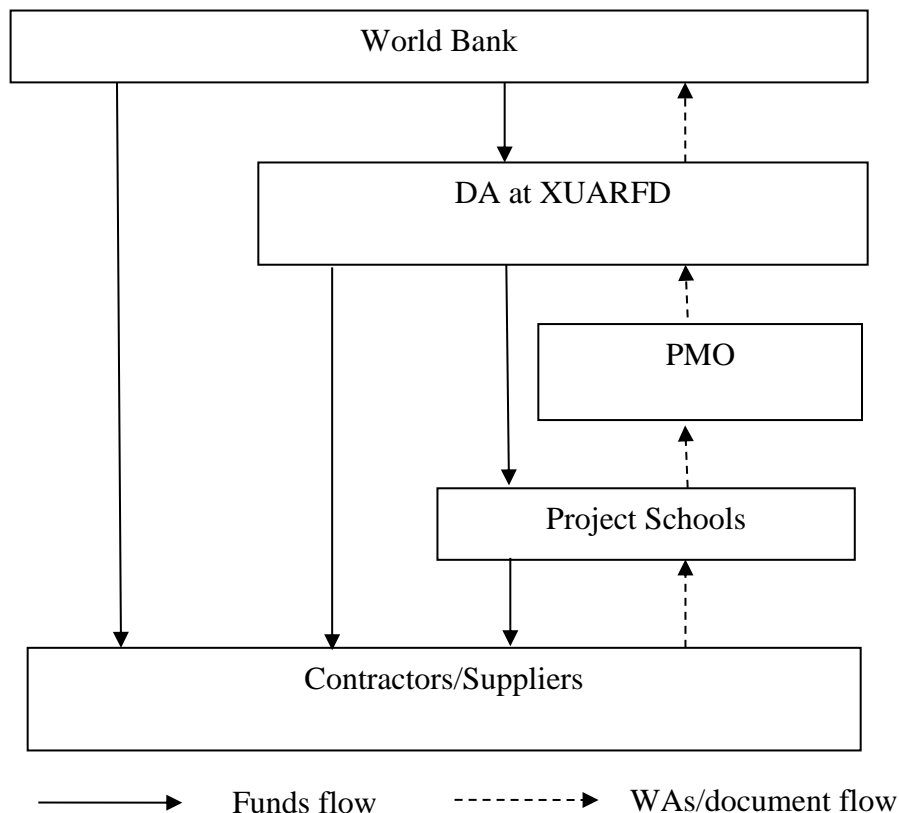 World Bank
DA at XUARFD
PMO
Project Schools
Contractors/Suppliers
Funds flow
WAs/document flow